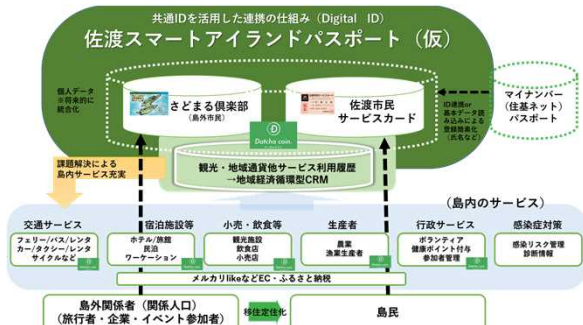 共通IDを活用した連携の仕組み（Digital ID）
佐渡スマートアイランドパスポート（仮）
個人データ
※将来的に
統合化
さどまる倶楽部
（島外市民）
佐渡市民
サービスカード
ID連携or
基本データ読
み込みによる
登録簡素化
（氏名など）
マイナンバー
（住基ネット）
パスポート
Datcha coin.
課題解決による
島内サービス充実
観光・地域通貨他サービス利用履歴
→地域経済循環型CRM
（島内のサービス）
交通サービス
フェリー/バス/レンタ
カー/タクシー/レンタ
サイクルなど
宿泊施設等
ホテル/旅館
民泊
ワーケーション
小売・飲食等
観光施設
飲食店
小売店
生産者
農業
漁業生産者
行政サービス
ボランティア
健康ポイント付与
参加者管理
感染症対策
感染リスク管理
診断情報
メルカリlikeなどEC・ふるさと納税
島外関係者（関係人口）
（旅行者・企業・イベント参加者）
移住定住化
島民